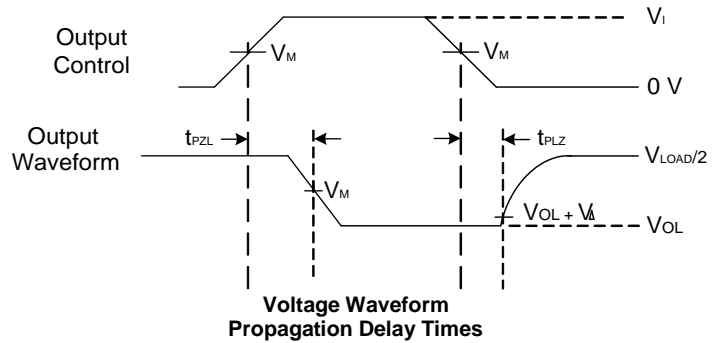 Output
Control
VM
VM
VI
0 V
Output
Waveform
tPZL
tPLZ
VLOAD/2
VM
VOL + VΔ
VOL
Voltage Waveform
Propagation Delay Times